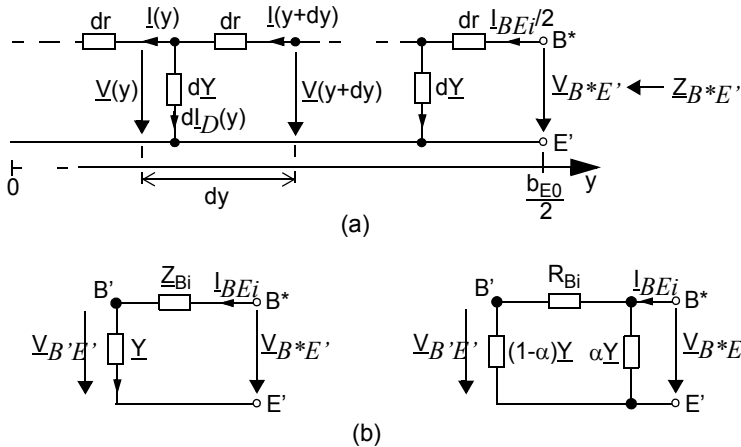 dr I(y) dr I(y+dy) dr I_BEi/2 B*
V(y) dY V(y+dy) dY V_B*E' Z_B*E'
dI_D(y)
E'
0 b_E0/2 y
dy
(a)
Z_Bi I_BEi R_Bi I_BEi
B' B* B' B*
V_B'E' Y V_B*E' V_B'E' (1-α)Y αY V_B*E
E' E'
(b)